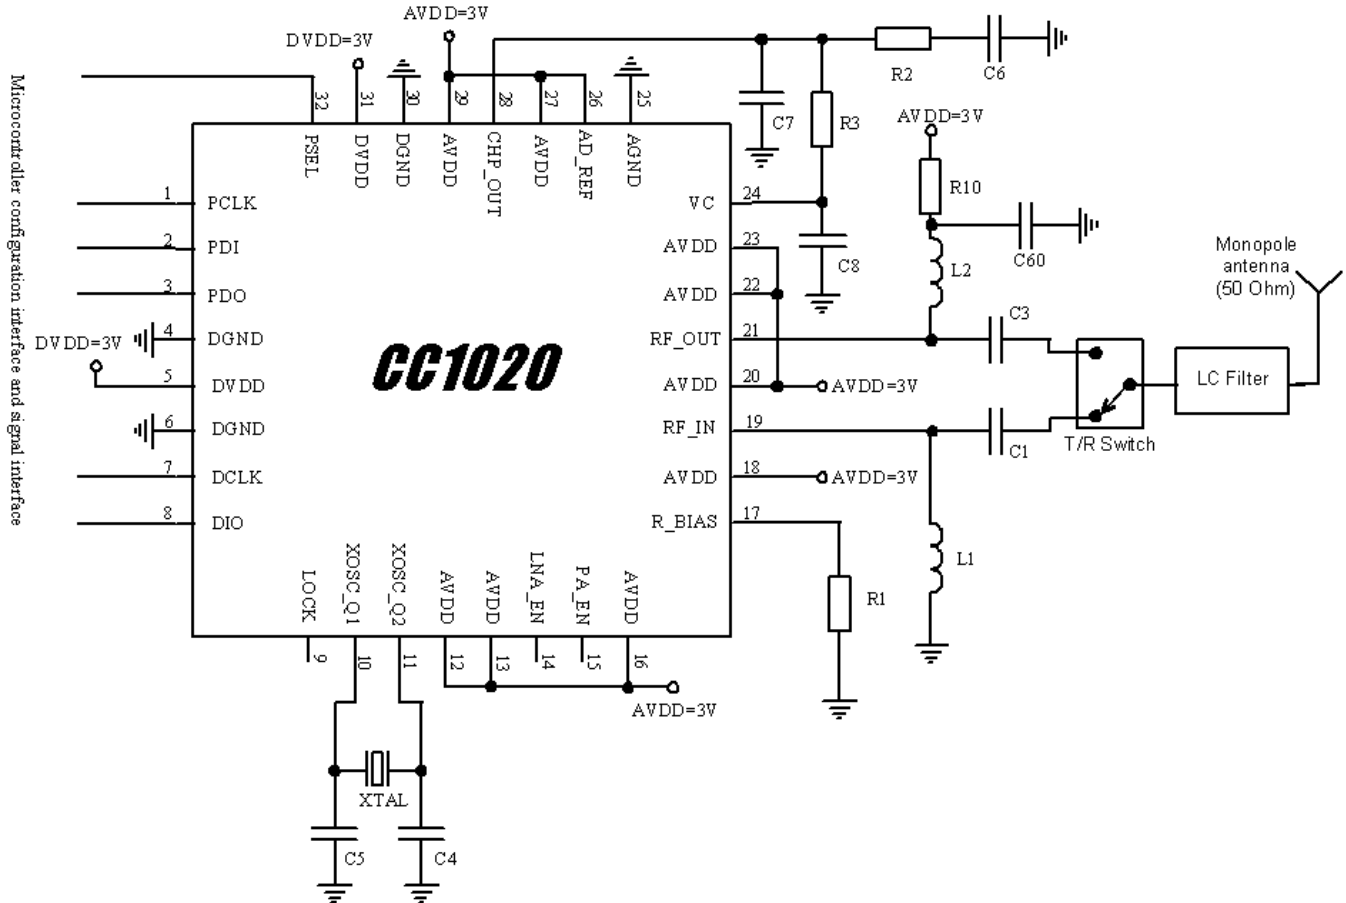 AVDD=3V
DVDD=3V
R2
C6
Microcontroller configuration interface and signal interface
32
31
30
29
28
27
26
25
PSEL
DVDD
DGND
AVDD
CHP_OUT
AVDD
AD_REF
AGND
C7
R3
AVDD=3V
R10
C60
L2
C8
1 PCLK
2 PDI
3 PDO
4 DGND
DVDD=3V
5 DVDD
6 DGND
7 DCLK
8 DIO
CC1020
VC 24
AVDD 23
AVDD 22
RF_OUT 21
AVDD 20
AVDD=3V
RF_IN 19
AVDD 18
AVDD=3V
R_BIAS 17
C3
C1
T/R Switch
LC Filter
Monopole
antenna
(50 Ohm)
L1
R1
LOCK
XOSC_Q1
XOSC_Q2
AVDD
AVDD
LNA_EN
PA_EN
AVDD
9
10
11
12
13
14
15
16
AVDD=3V
XTAL
C5
C4